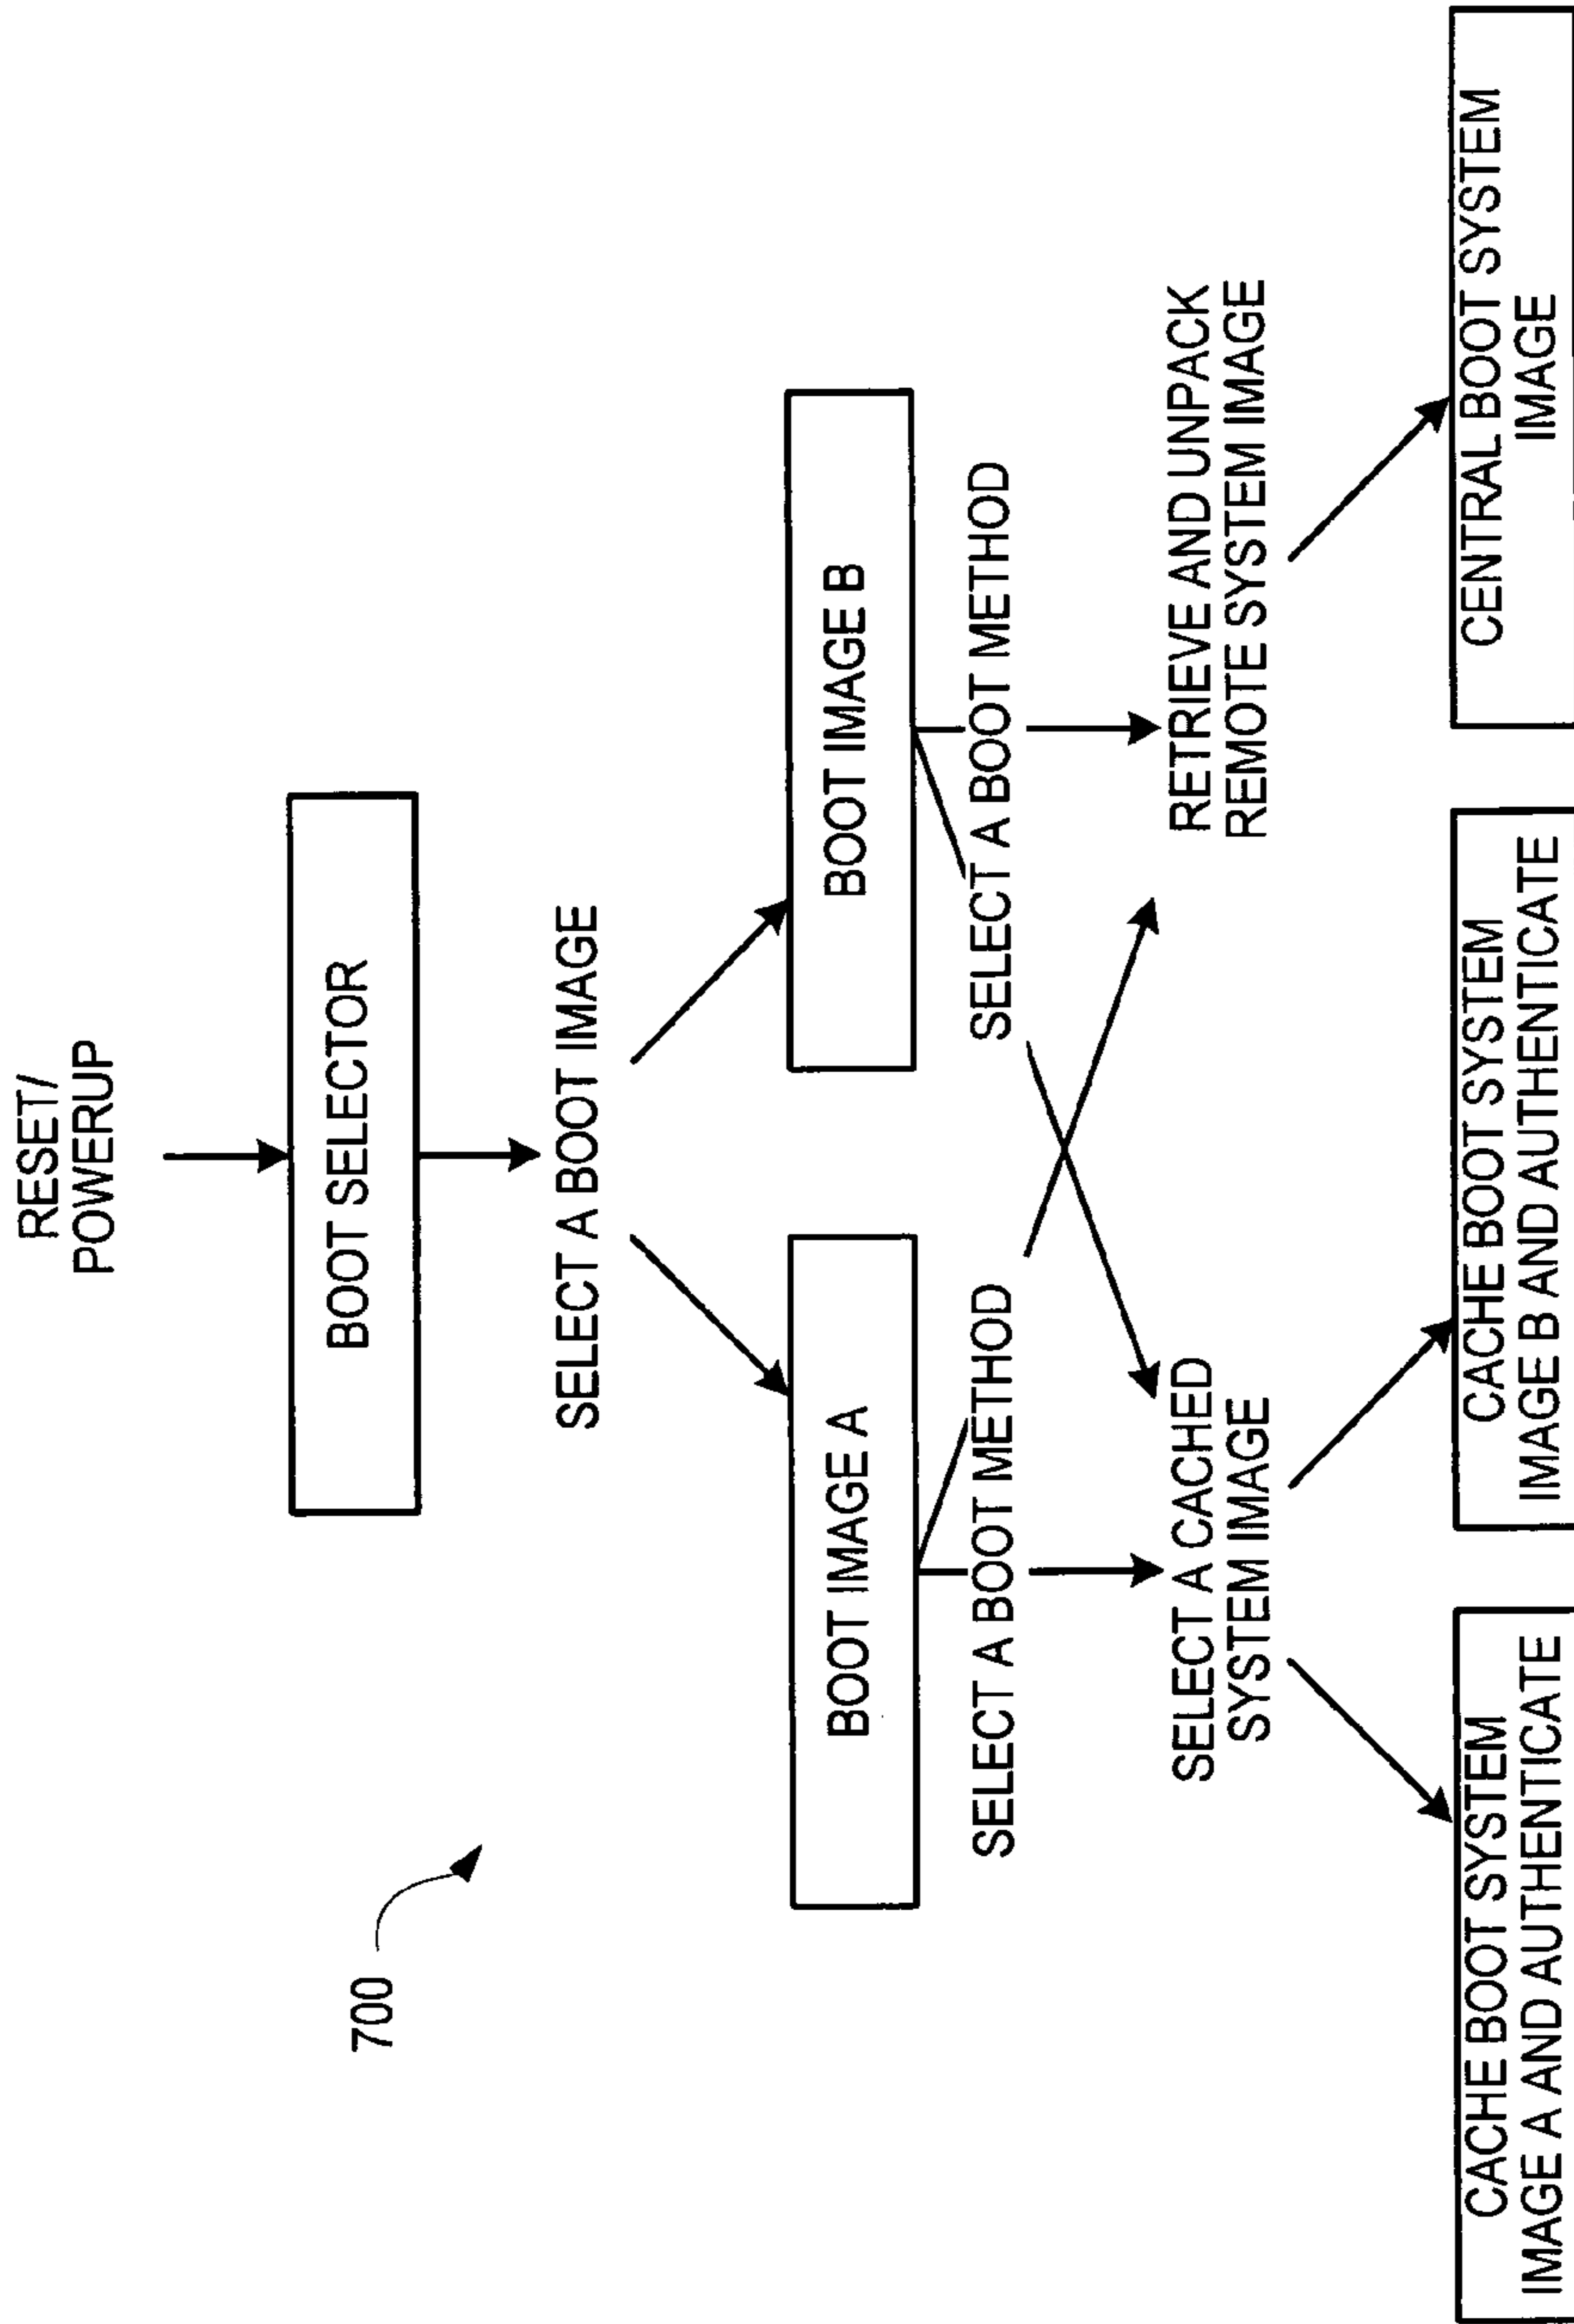 700
RESET/
POWERUP
BOOT SELECTOR
SELECT A BOOT IMAGE
BOOT IMAGE A
BOOT IMAGE B
SELECT A BOOT METHOD
SELECT A BOOT METHOD
SELECT A CACHED
SYSTEM IMAGE
RETRIEVE AND UNPACK
REMOTE SYSTEM IMAGE
CACHE BOOT SYSTEM
IMAGE A AND AUTHENTICATE
CACHE BOOT SYSTEM
IMAGE B AND AUTHENTICATE
CENTRAL BOOT SYSTEM
IMAGE